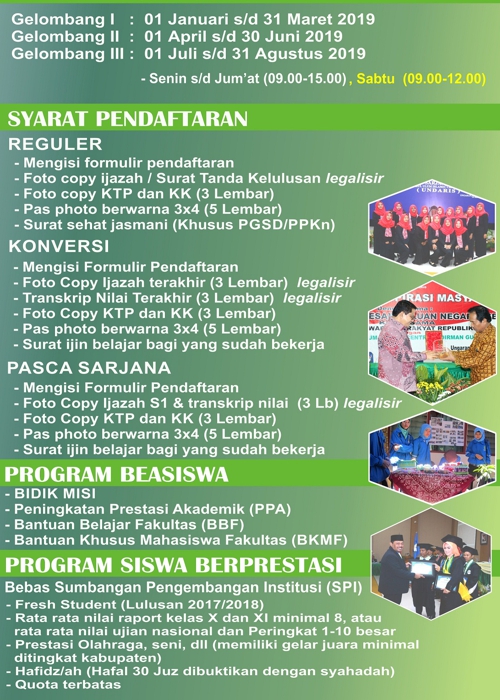 Gelombang I : 01 Januari s/d 31 Maret 2019
Gelombang II : 01 April s/d 30 Juni 2019
Gelombang III : 01 Juli s/d 31 Agustus 2019
- Senin s/d Jum'at (09.00-15.00) , Sabtu (09.00-12.00)
SYARAT PENDAFTARAN
REGULER
- Mengisi formulir pendaftaran
- Foto copy ijazah / Surat Tanda Kelulusan legalisir
- Foto copy KTP dan KK (3 Lembar)
- Pas photo berwarna 3x4 (5 Lembar)
- Surat sehat jasmani (Khusus PGSD/PPKn)
(UNDARIS)
KONVERSI
- Mengisi Formulir Pendaftaran
- Foto Copy Ijazah terakhir (3 Lembar) legalisir
- Transkrip Nilai Terakhir (3 Lembar) legalisir
- Foto Copy KTP dan KK (3 Lembar)
- Pas photo berwarna 3x4 (5 Lembar)
- Surat ijin belajar bagi yang sudah bekerja
PASCA SARJANA
- Mengisi Formulir Pendaftaran
- Foto Copy Ijazah S1 & transkrip nilai (3 Lb) legalisir
- Foto Copy KTP dan KK (3 Lembar)
- Pas photo berwarna 3x4 (5 Lembar)
- Surat ijin belajar bagi yang sudah bekerja
PROGRAM BEASISWA
- BIDIK MISI
- Peningkatan Prestasi Akademik (PPA)
- Bantuan Belajar Fakultas (BBF)
- Bantuan Khusus Mahasiswa Fakultas (BKMF)
PROGRAM SISWA BERPRESTASI
Bebas Sumbangan Pengembangan Institusi (SPI)
- Fresh Student (Lulusan 2017/2018)
- Rata rata nilai raport kelas X dan XI minimal 8, atau
rata rata nilai ujian nasional dan Peringkat 1-10 besar
- Prestasi Olahraga, seni, dll (memiliki gelar juara minimal
ditingkat kabupaten)
- Hafidz/ah (Hafal 30 Juz dibuktikan dengan syahadah)
- Quota terbatas